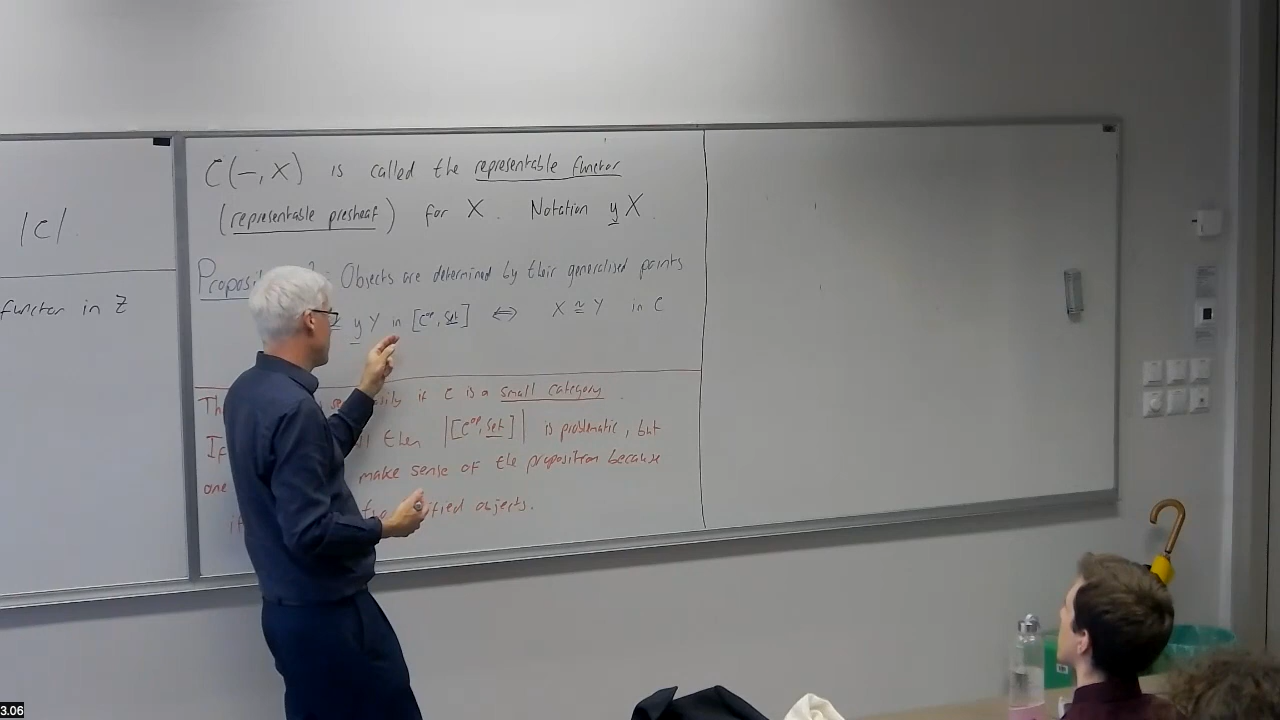 |C|.
functor in Z
C(-, X) is called the representable functor
(representable presheaf) for X. Notation y X
Objects are determined by their generalised points
≅ y Y in [C^op, Set] ⇔ X ≅ Y in C
if C is a small category.
If then |[C^op, Set]| is problematic, but
one make sense of the proposition because
objects.
3.06